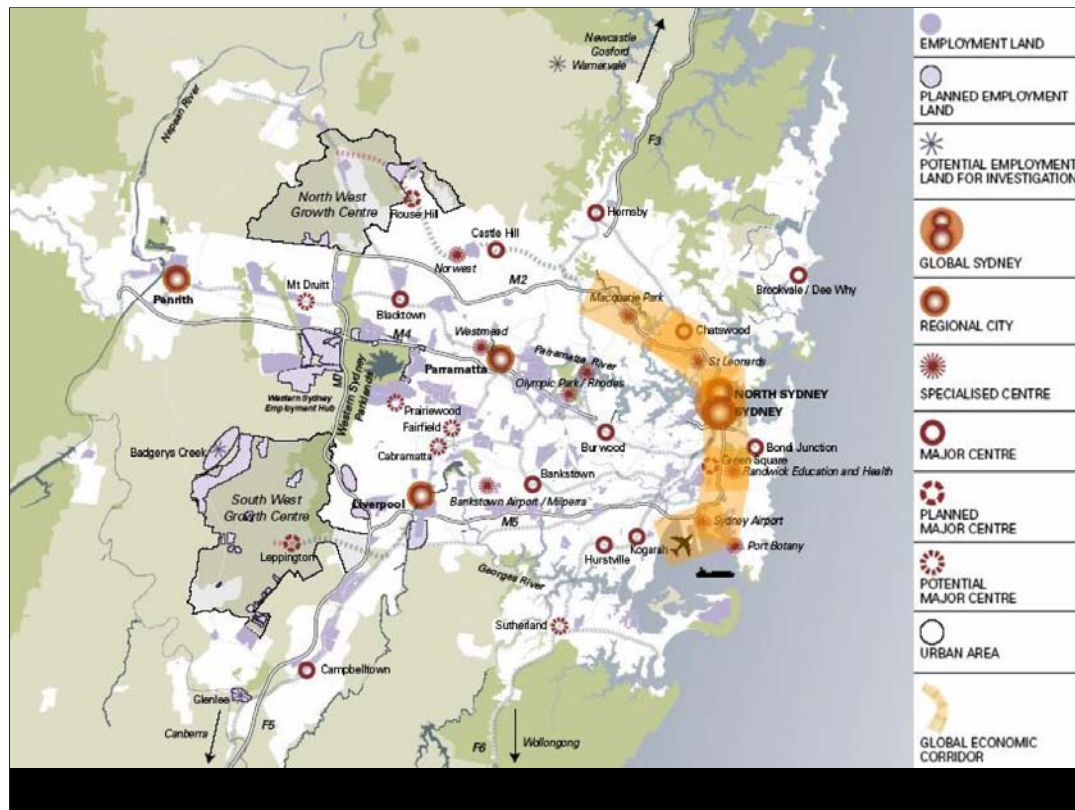 Newcastle
Gosford
Warnervale
Nepean River
F3
North West
Growth Centre
Rouse Hill
Hornsby
Castle Hill
Norwest
M2
Penrith
Mt Druitt
Blacktown
Macquarie Park
Brockvale / Dee Why
Chatswood
M4
Westmead
Parramatta River
St Leonards
Parramatta
Olympic Park / Rhodes
M7
Western Sydney
Parklands
NORTH SYDNEY
SYDNEY
Western Sydney
Employment Hub
Prairiewood
Fairfield
Cabramatta
Burwood
Bondi Junction
Green Square
Randwick Education and Health
Badgerys Creek
Bankstown
South West
Growth Centre
Liverpool
Bankstown Airport / Milperra
M5
Sydney Airport
Leppington
Hurstville
Kogarah
Port Botany
Georges River
Sutherland
Campbelltown
Glenlee
Canberra
F5
F6
Wollongong
EMPLOYMENT LAND
PLANNED EMPLOYMENT
LAND
POTENTIAL EMPLOYMENT
LAND FOR INVESTIGATION
GLOBAL SYDNEY
REGIONAL CITY
SPECIALISED CENTRE
MAJOR CENTRE
PLANNED
MAJOR CENTRE
POTENTIAL
MAJOR CENTRE
URBAN AREA
GLOBAL ECONOMIC
CORRIDOR